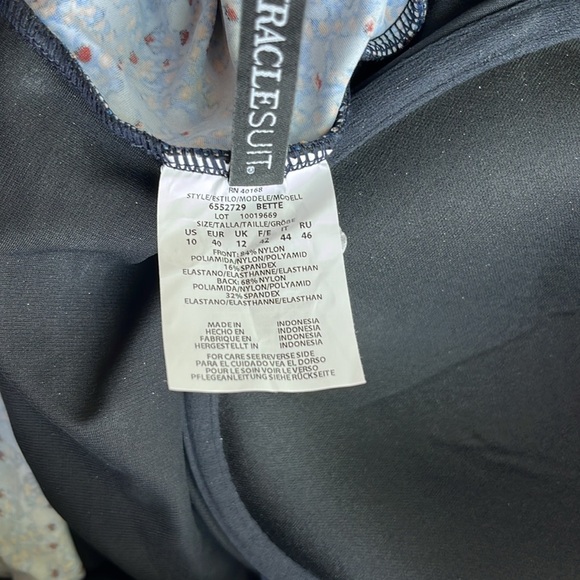 RACLESUIT®
RN 40168
STYLE/ESTILO/MODELE/MODELL
6552729 BETTE
LOT 10019669
SIZE/TALLA/TAILLE/GRÖßE
US EUR UK F/E IT RU
10 40 12 42 44 46
FRONT: 84% NYLON
POLIAMIDA/NYLON/POLYAMID
16% SPANDEX
ELASTANO/ELASTHANNE/ELASTHAN
BACK: 68% NYLON
POLIAMIDA/NYLON/POLYAMID
32% SPANDEX
ELASTANO/ELASTHANNE/ELASTHAN
MADE IN INDONESIA
HECHO EN INDONESIA
FABRIQUE EN INDONESIA
HERGESTELLT IN INDONESIA
FOR CARE SEE REVERSE SIDE
PARA EL CUIDADO VEA EL DORSO
POUR LE SOIN VOIR LE VERSO
PFLEGEANLEITUNG SIEHE RÜCKSEITE